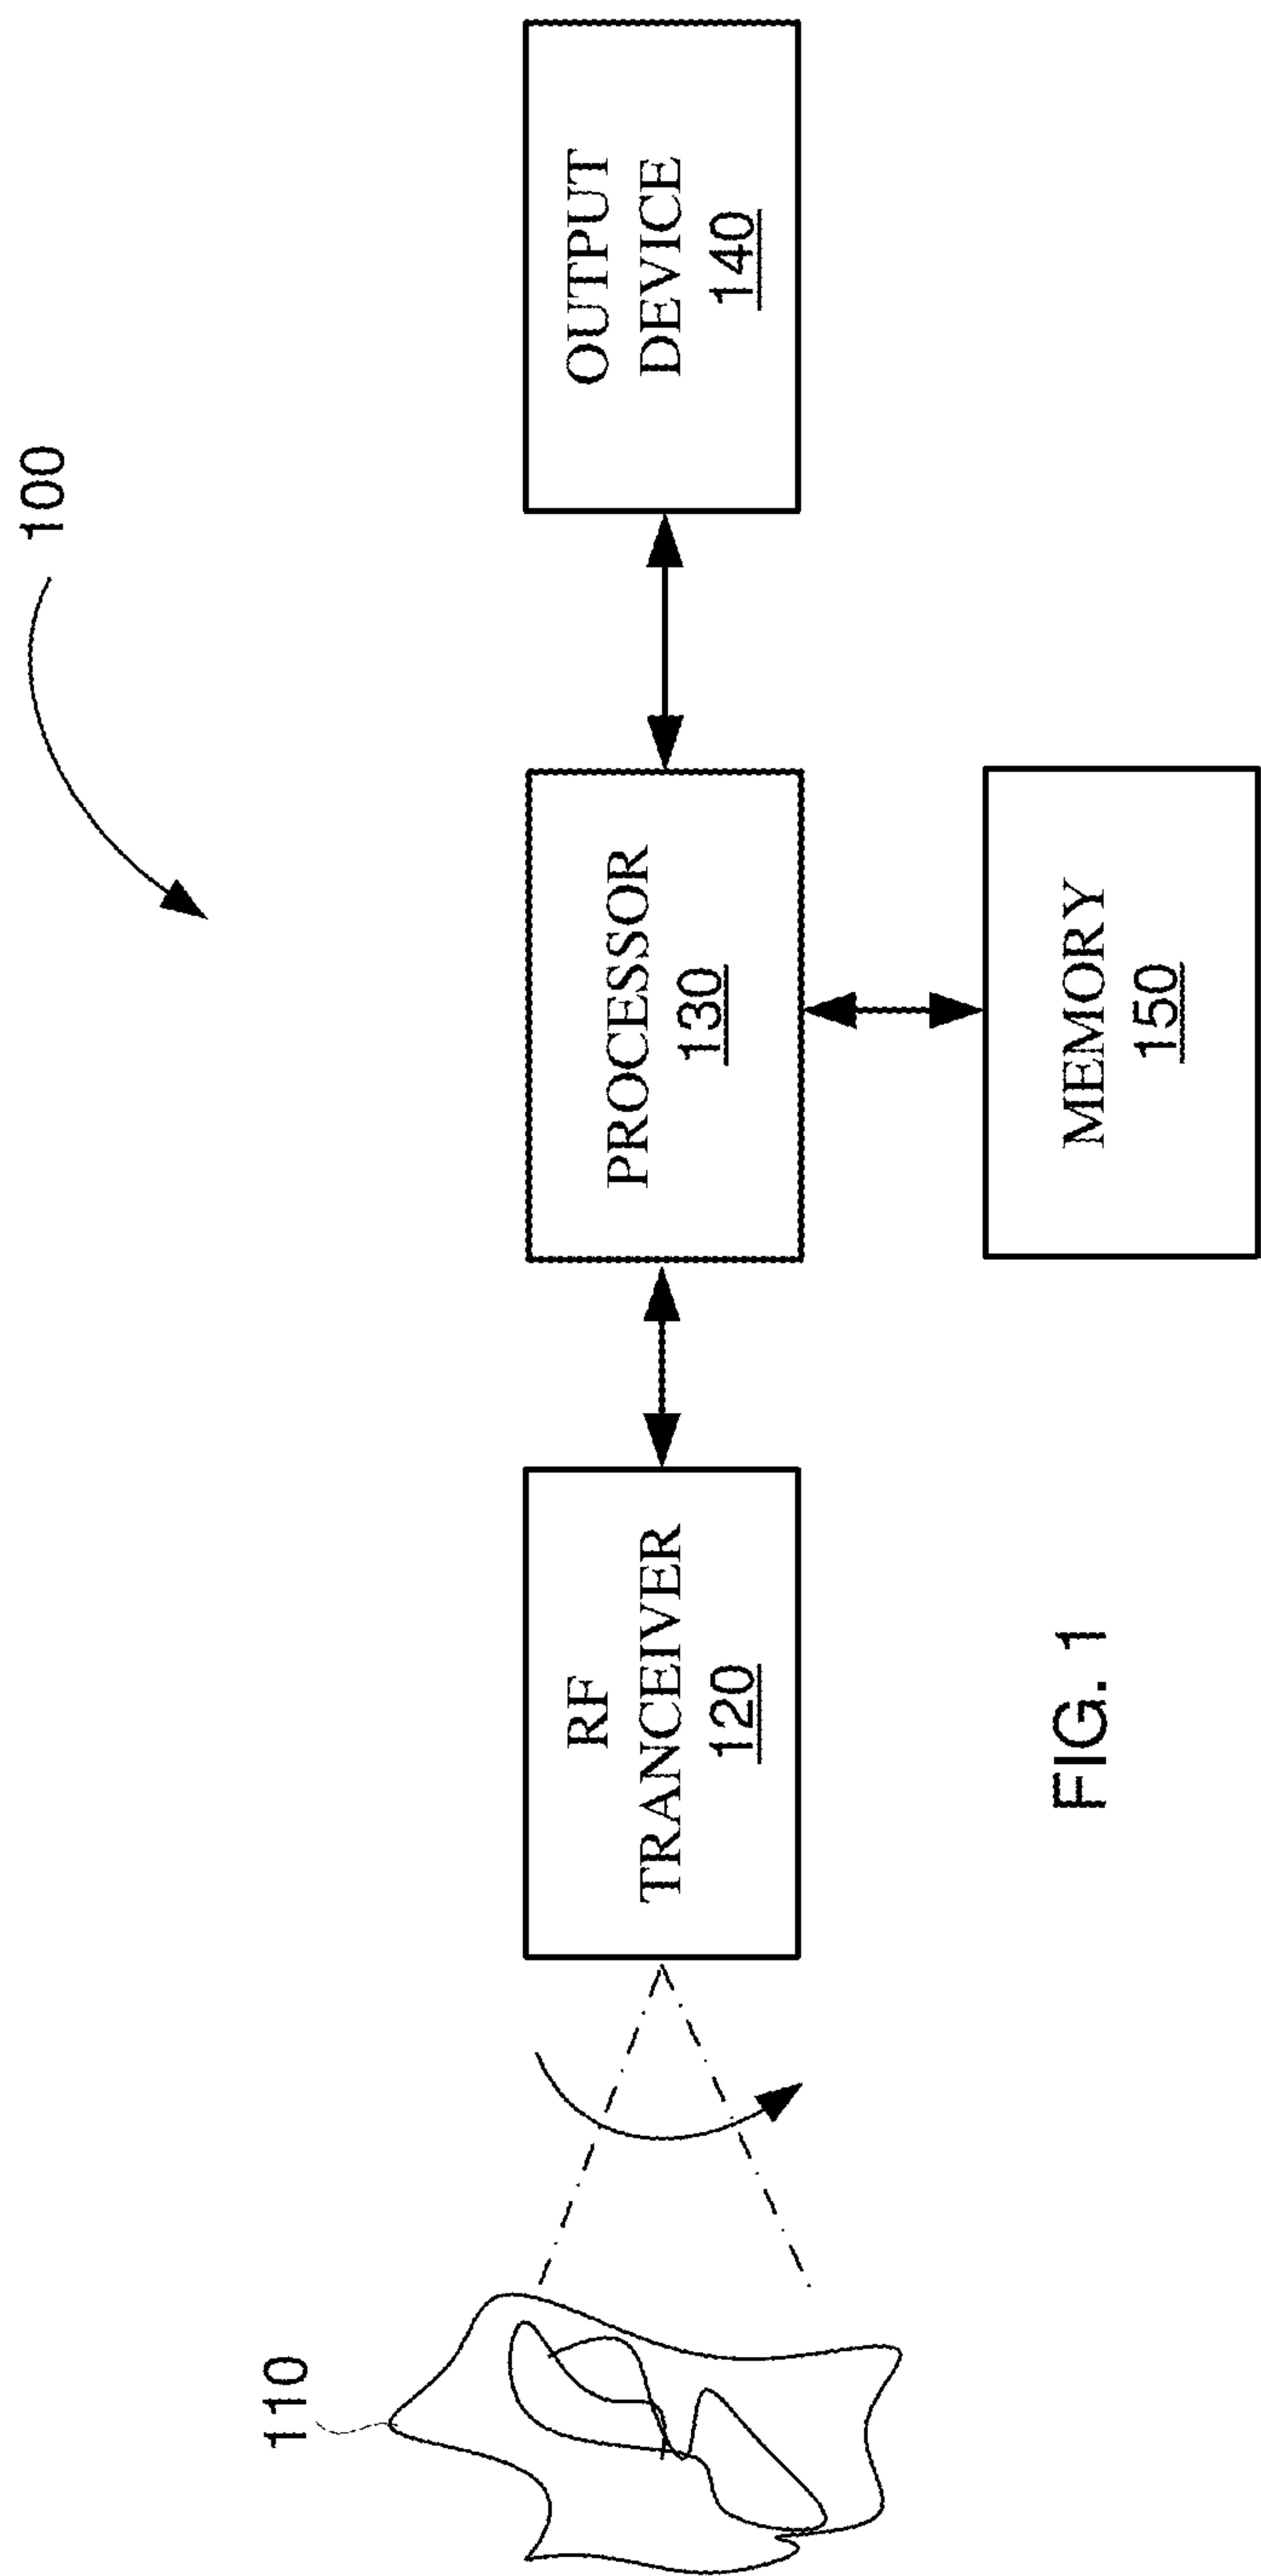 100
110
RF
TRANCEIVER
120
PROCESSOR
130
OUTPUT
DEVICE
140
MEMORY
150
FIG. 1